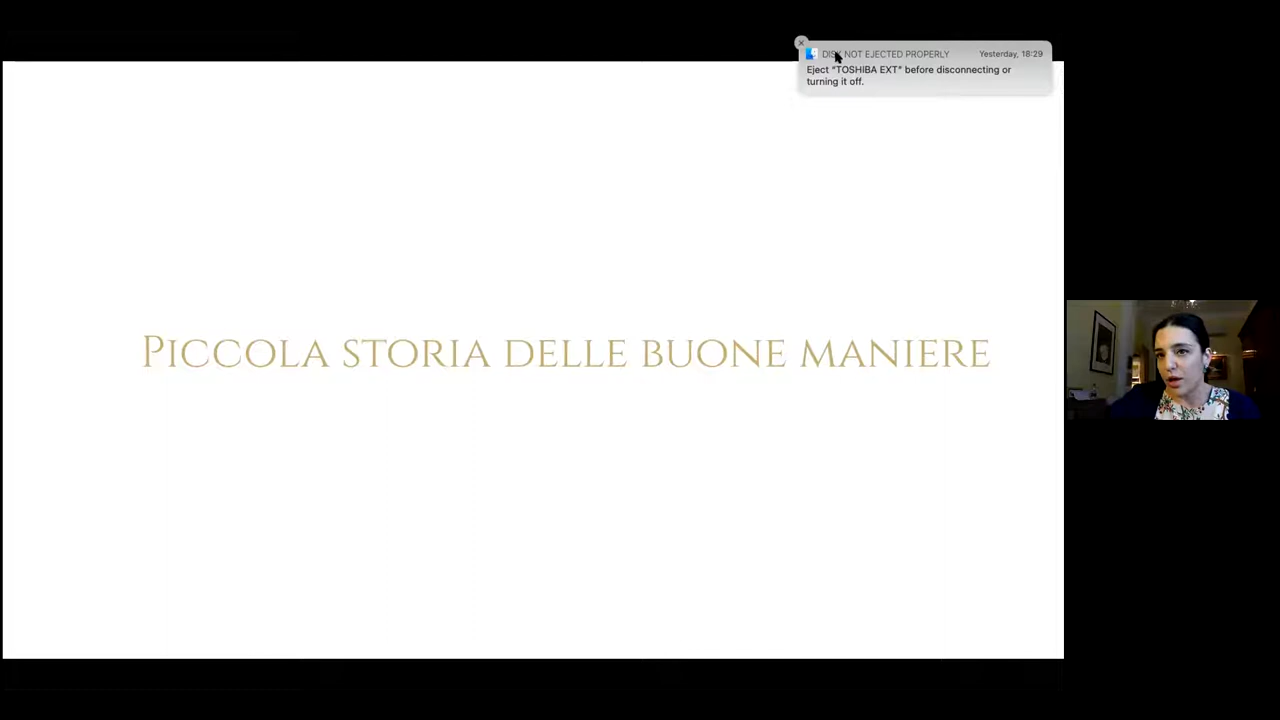 DISK NOT EJECTED PROPERLY Yesterday, 18:29
Eject “TOSHIBA EXT” before disconnecting or
turning it off.
PICCOLA STORIA DELLE BUONE MANIERE